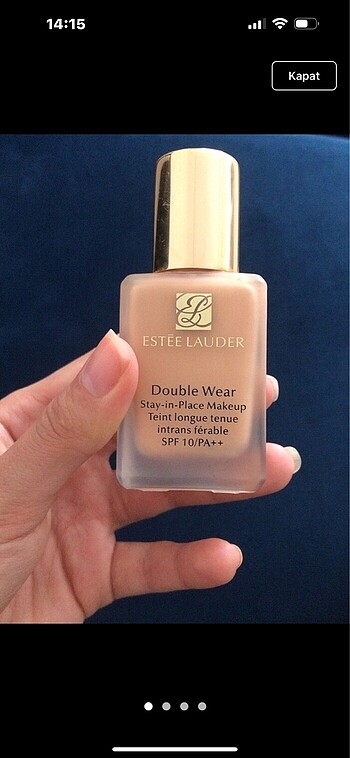 14:15
Kapat
ESTĒE LAUDER
Double Wear
Stay-in-Place Makeup
Teint longue tenue
intrans férable
SPF 10/PA++